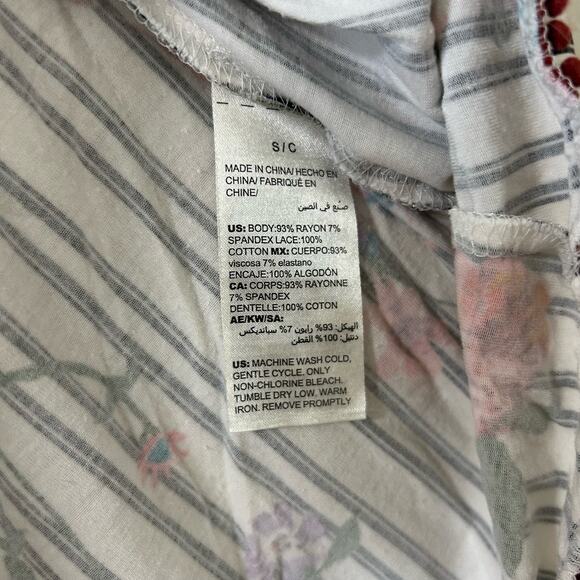 S/C
MADE IN CHINA/ HECHO EN
CHINA/ FABRIQUÉ EN
CHINE/
صنع في الصين
US: BODY:93% RAYON 7%
SPANDEX LACE:100%
COTTON MX: CUERPO:93%
viscosa 7% elastano
ENCAJE:100% ALGODÓN
CA: CORPS:93% RAYONNE
7% SPANDEX
DENTELLE:100% COTON
AE/KW/SA:
الهيكل: 93% رايون 7% سبانديكس
دنتيل: 100% القطن
US: MACHINE WASH COLD,
GENTLE CYCLE. ONLY
NON-CHLORINE BLEACH.
TUMBLE DRY LOW. WARM
IRON. REMOVE PROMPTLY